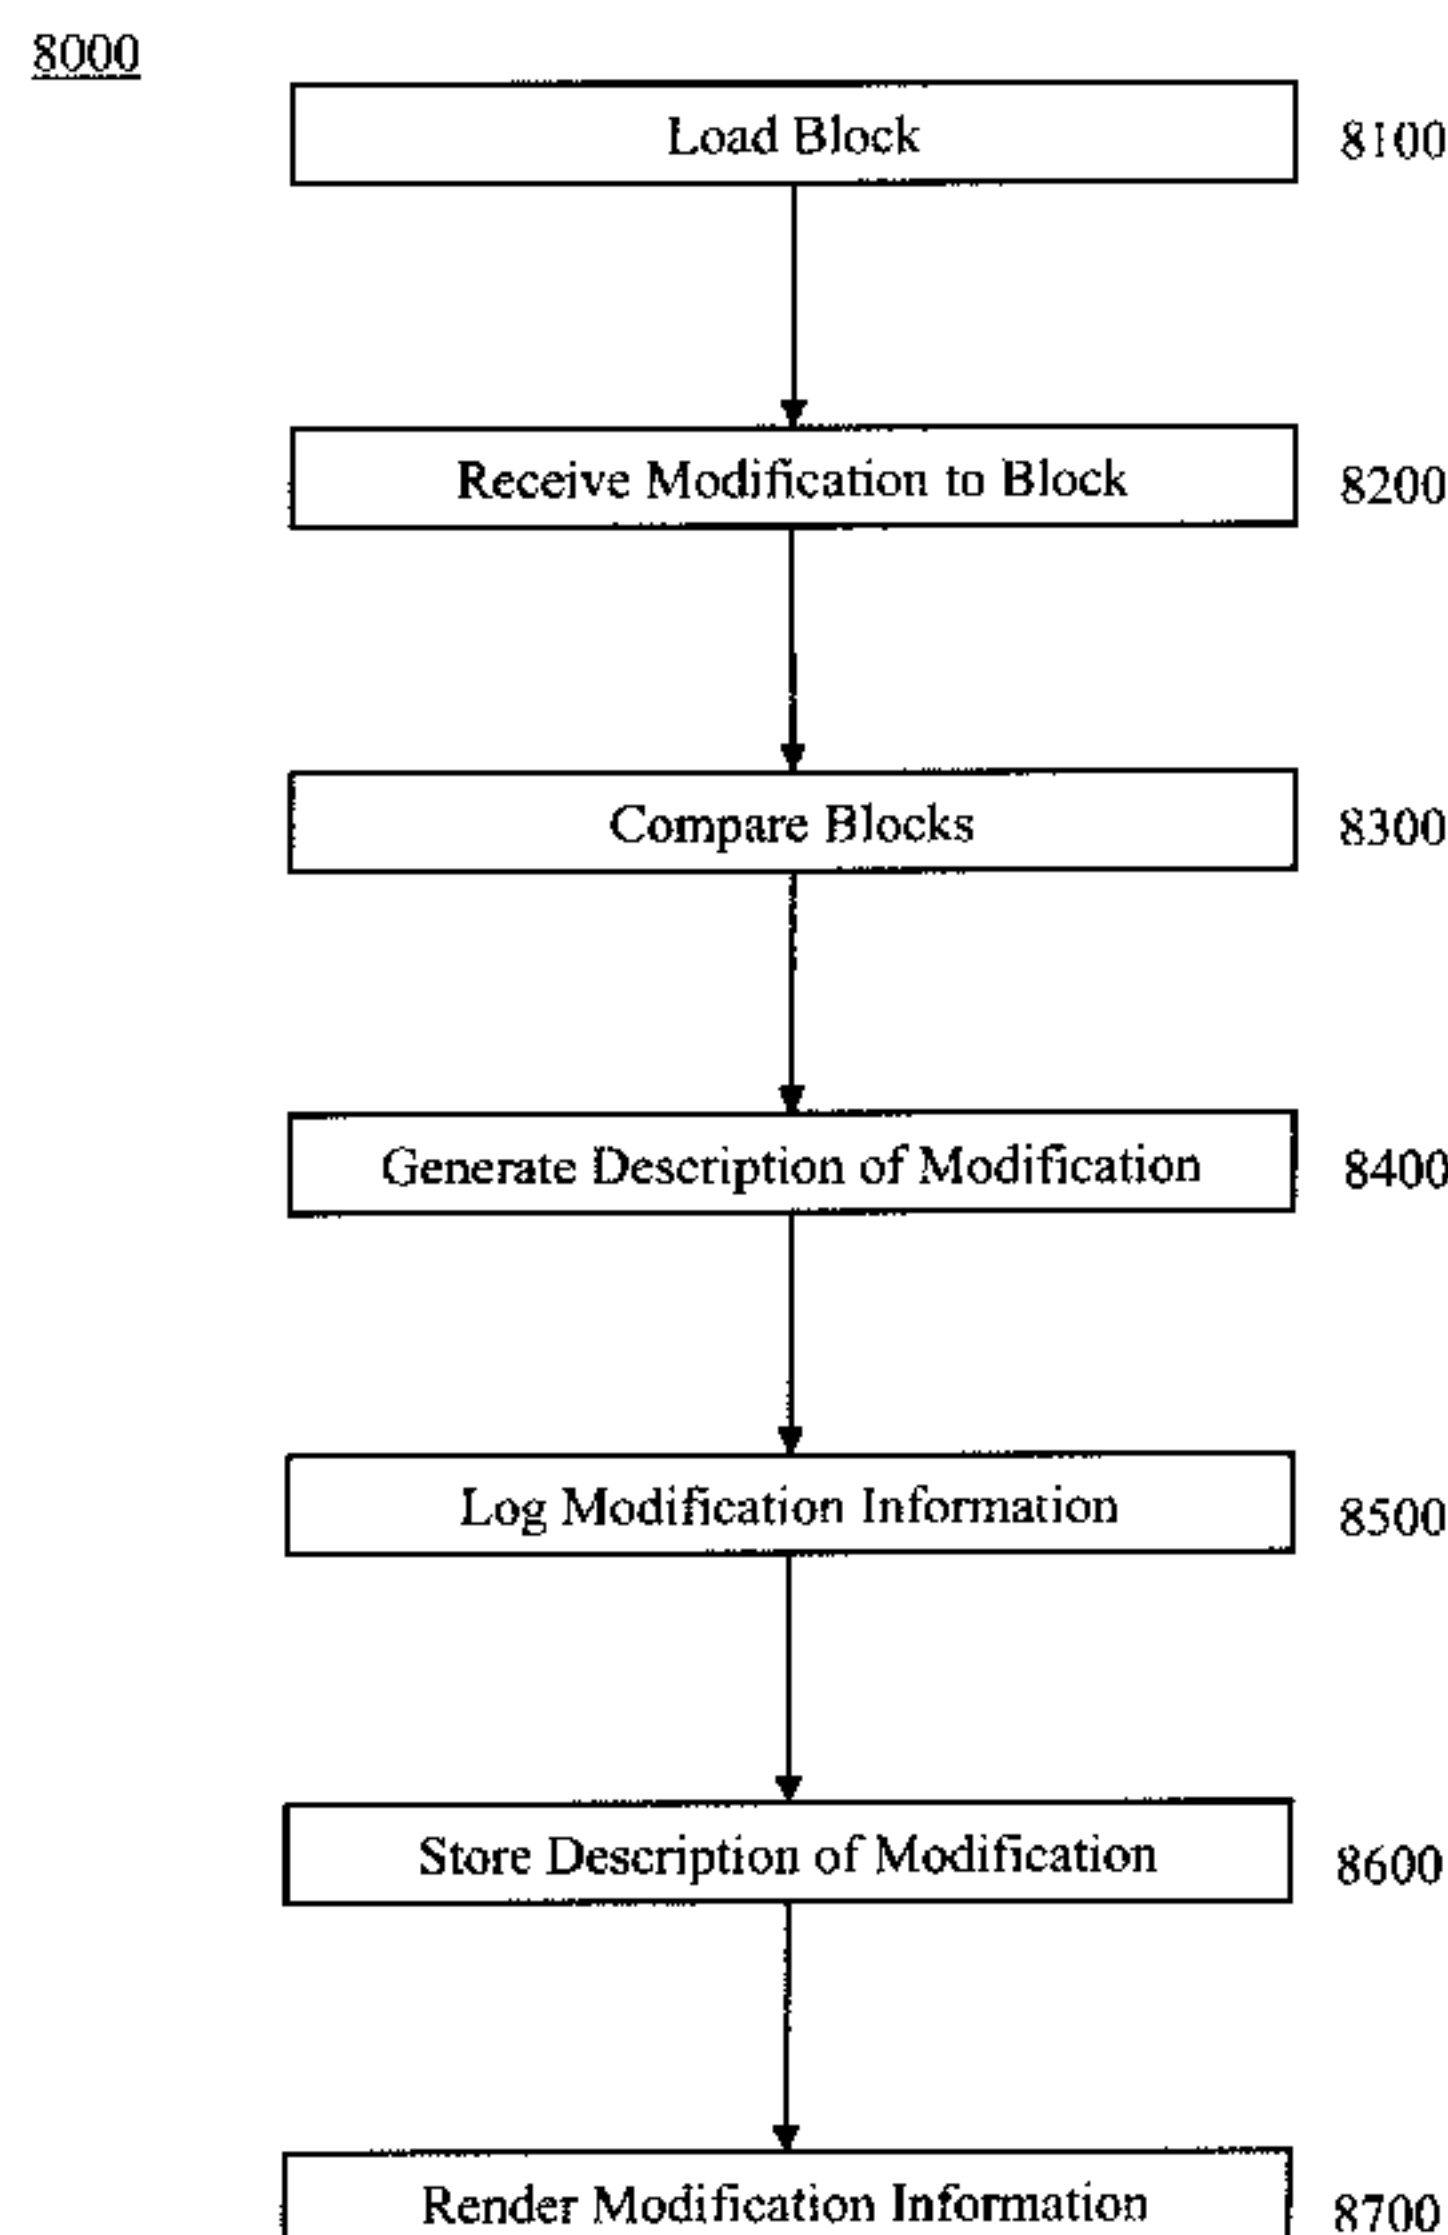 8000
Load Block 8100
Receive Modification to Block 8200
Compare Blocks 8300
Generate Description of Modification 8400
Log Modification Information 8500
Store Description of Modification 8600
Render Modification Information 8700